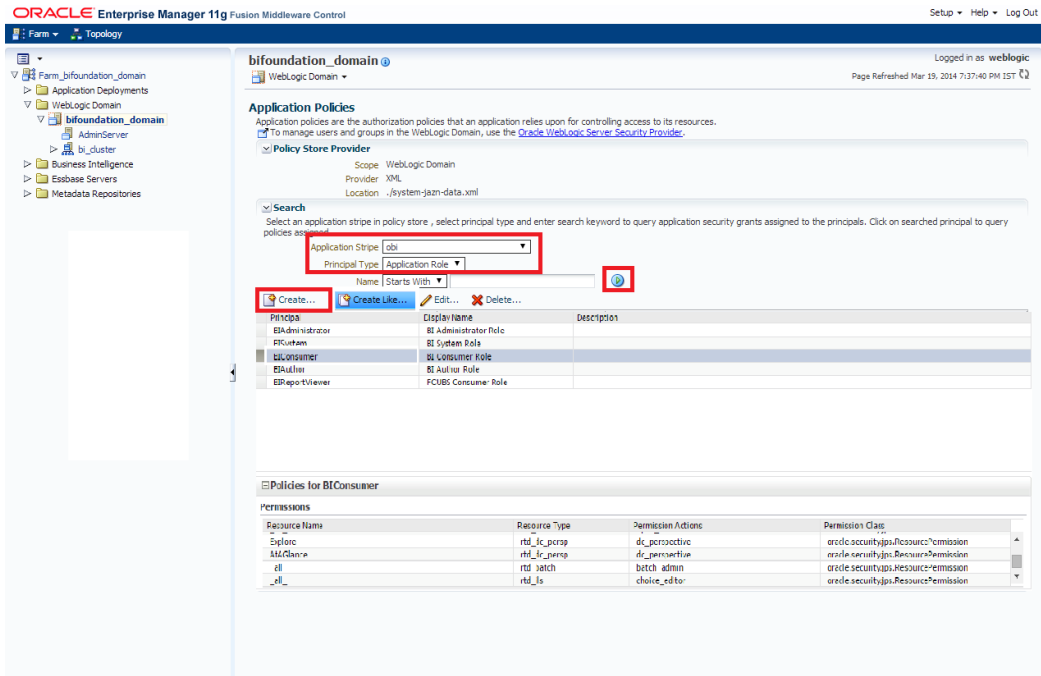 ORACLE Enterprise Manager 11g Fusion Middleware Control
Setup Help Log Out
Farm Topology
Farm_bifoundation_domain
Application Deployments
WebLogic Domain
bifoundation_domain
AdminServer
bi_cluster
Business Intelligence
Essbase Servers
Metadata Repositories
bifoundation_domain
Logged in as weblogic
WebLogic Domain
Page Refreshed Mar 19, 2014 7:37:40 PM IST
Application Policies
Application policies are the authorization policies that an application relies upon for controlling access to its resources.
To manage users and groups in the WebLogic Domain, use the Oracle WebLogic Server Security Provider.
Policy Store Provider
Scope WebLogic Domain
Provider XML
Location ./system-jazn-data.xml
Search
Select an application stripe in policy store , select principal type and enter search keyword to query application security grants assigned to the principals. Click on searched principal to query
policies assigned
Application Stripe obi
Principal Type Application Role
Name Starts With
Create... Create Like... Edit... Delete...
Principal Display Name Description
BIAdministrator BI Administrator Role
BISystem BI System Role
BIConsumer BI Consumer Role
BIAuthor BI Author Role
BIReportViewer FCUBS Consumer Role
Policies for BIConsumer
Permissions
Resource Name Resource Type Permission Actions Permission Class
Explore rtd_dc_persp dc_perspective oracle.security.jps.ResourcePermission
AtAGlance rtd_dc_persp dc_perspective oracle.security.jps.ResourcePermission
rtd_batch batch_admin oracle.security.jps.ResourcePermission
_all_ rtd_ils choice_editor oracle.security.jps.ResourcePermission